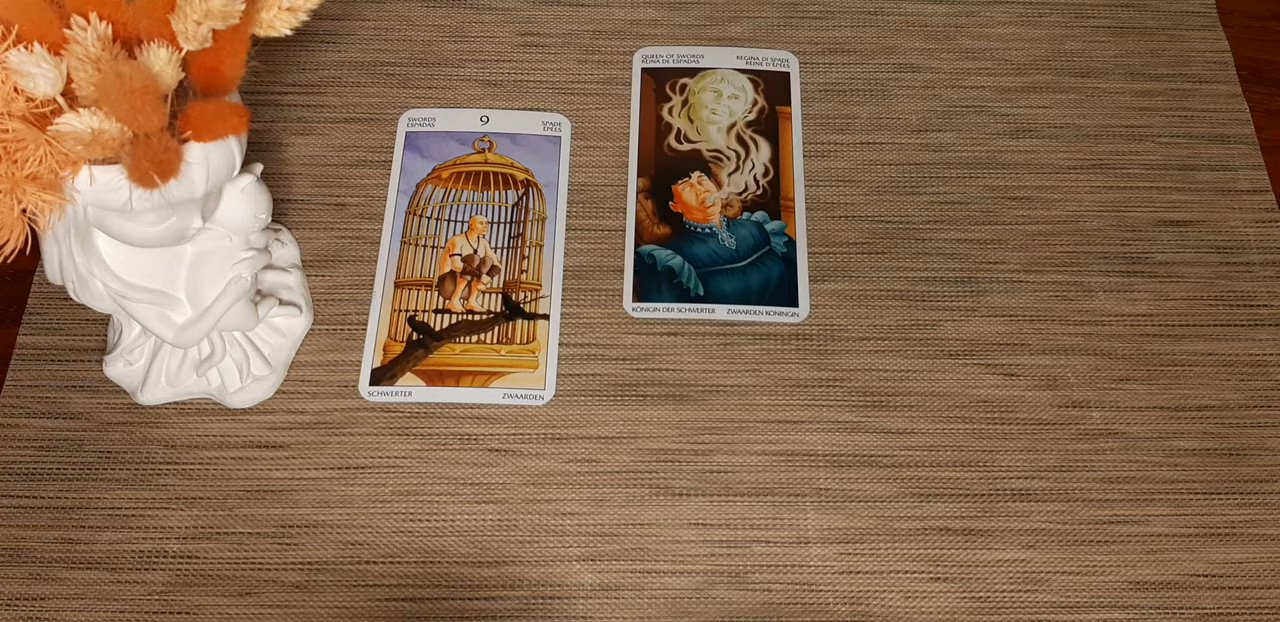 SWORDS
ESPADAS
9
SPADE
ÉPÉES
SCHWERTER
ZWAARDEN
QUEEN OF SWORDS
REINA DE ESPADAS
REGINA DI SPADE
REINE D'ÉPÉES
KÖNIGIN DER SCHWERTER
ZWAARDEN KONINGIN